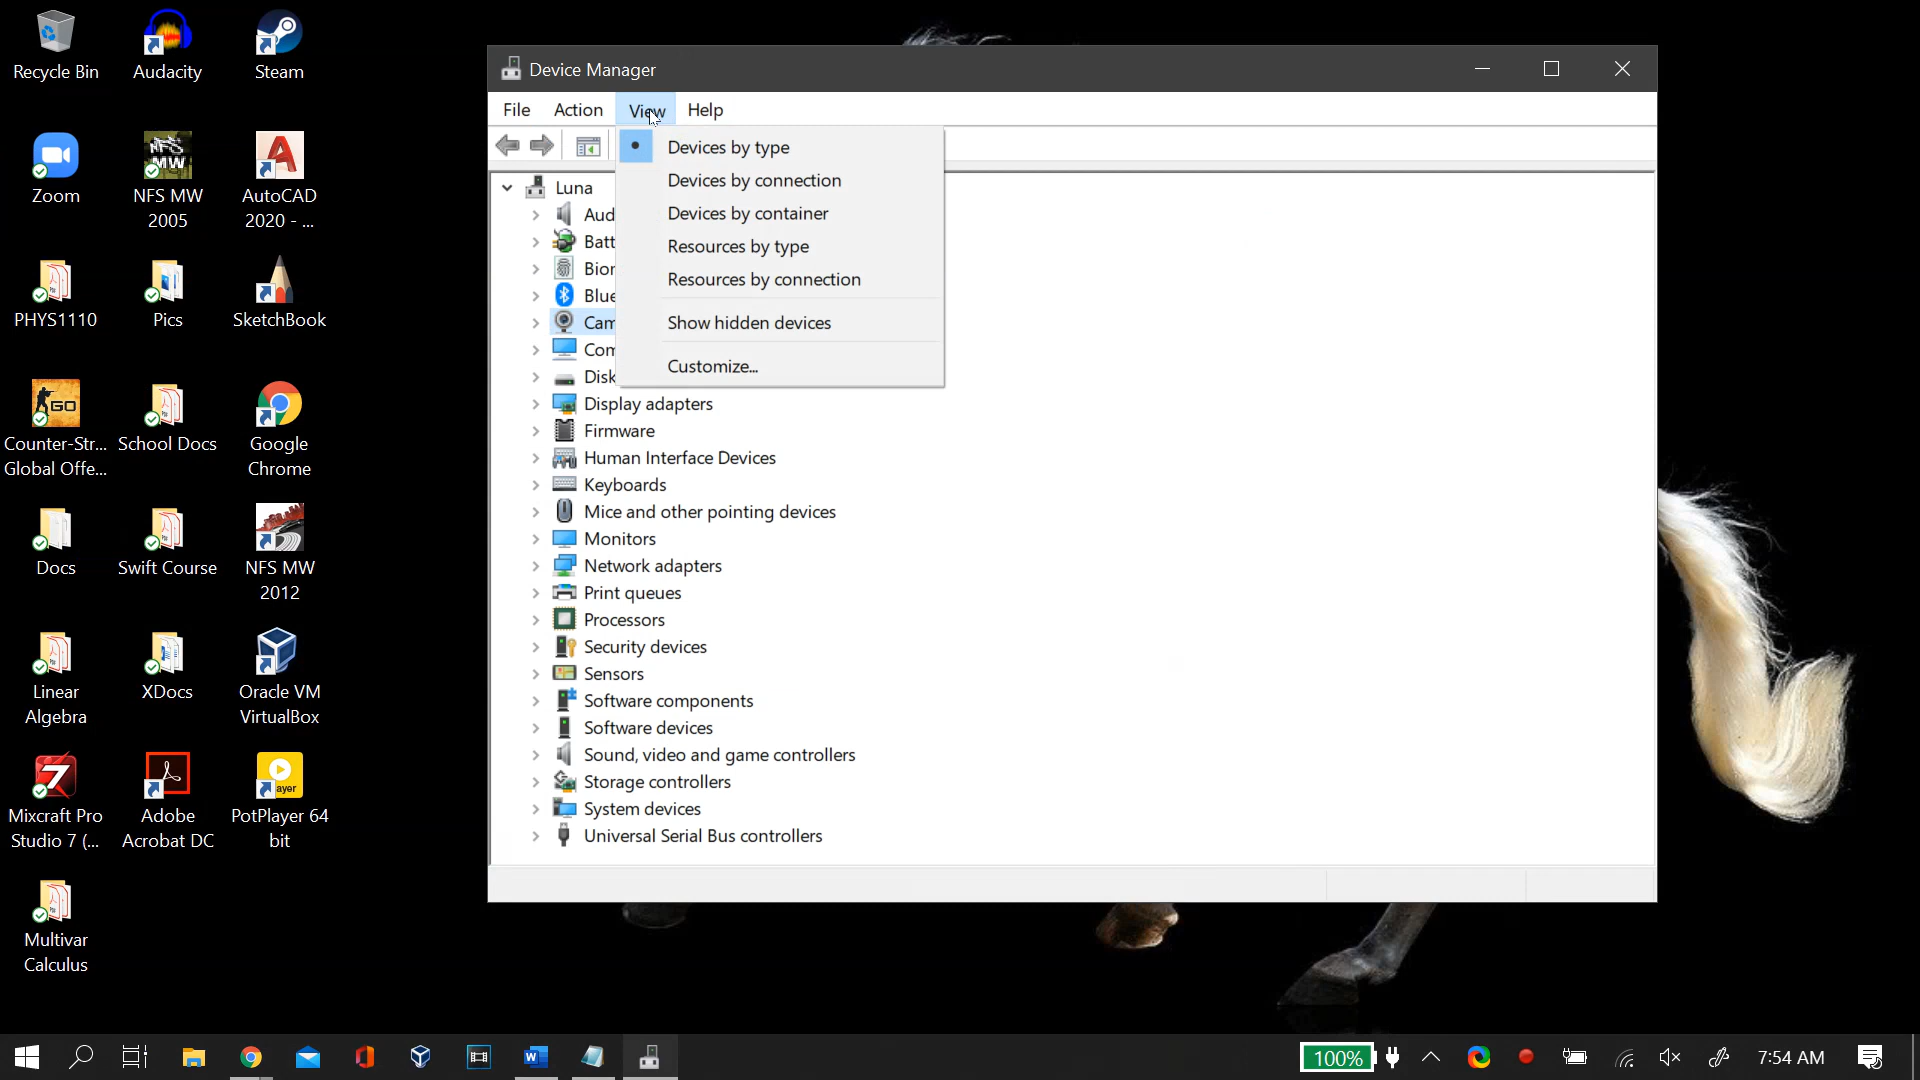 Recycle Bin
Audacity
Steam
Zoom
NFS MW
2005
AutoCAD
2020 - ...
PHYS1110
Pics
SketchBook
Counter-Str...
Global Offe...
School Docs
Google
Chrome
Docs
Swift Course
NFS MW
2012
Linear
Algebra
XDocs
Oracle VM
VirtualBox
Mixcraft Pro
Studio 7 (...
Adobe
Acrobat DC
PotPlayer 64
bit
Multivar
Calculus
Device Manager
File Action View Help
Devices by type
Devices by connection
Devices by container
Resources by type
Resources by connection
Show hidden devices
Customize...
Luna
Aud
Batt
Bior
Blue
Cam
Com
Disk
Display adapters
Firmware
Human Interface Devices
Keyboards
Mice and other pointing devices
Monitors
Network adapters
Print queues
Processors
Security devices
Sensors
Software components
Software devices
Sound, video and game controllers
Storage controllers
System devices
Universal Serial Bus controllers
100%
7:54 AM